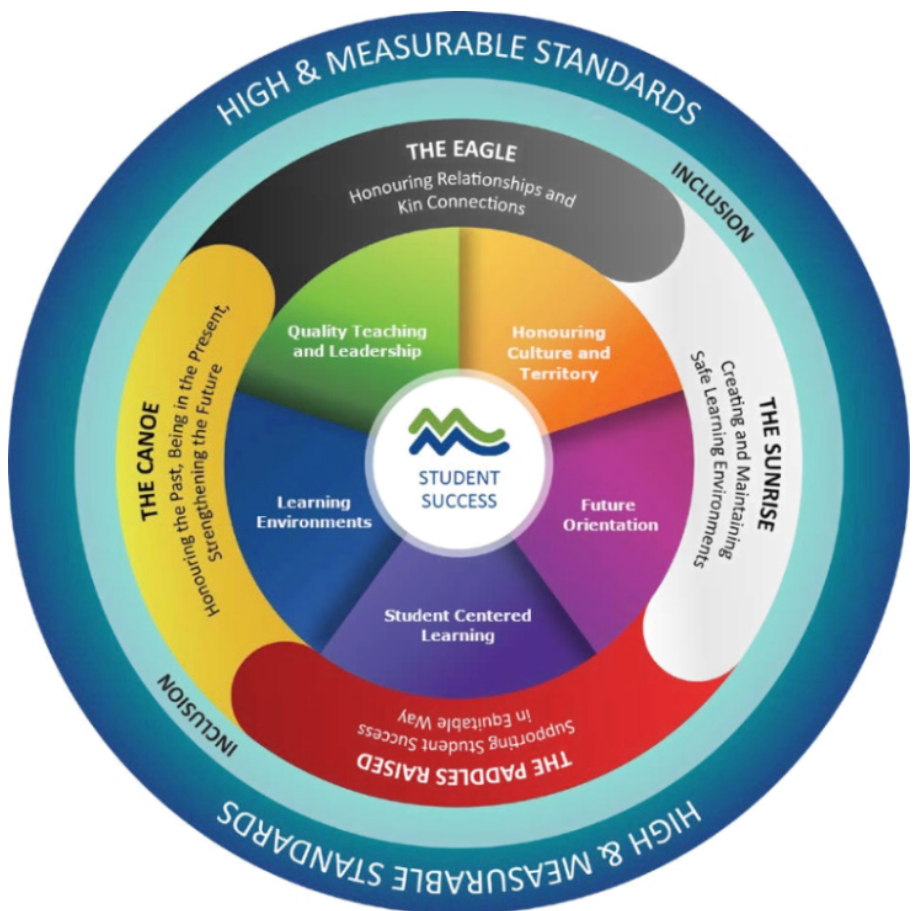 HIGH & MEASURABLE STANDARDS
INCLUSION
THE EAGLE
Honouring Relationships and
Kin Connections
THE SUNRISE
Creating and Maintaining
Safe Learning Environments
THE PADDLES RAISED
Supporting Student Success
in Equitable Way
THE CANOE
Honouring the Past, Being in the Present,
Strengthening the Future
Quality Teaching
and Leadership
Honouring
Culture and
Territory
Future
Orientation
Student Centered
Learning
Learning
Environments
STUDENT
SUCCESS
INCLUSION
HIGH & MEASURABLE STANDARDS